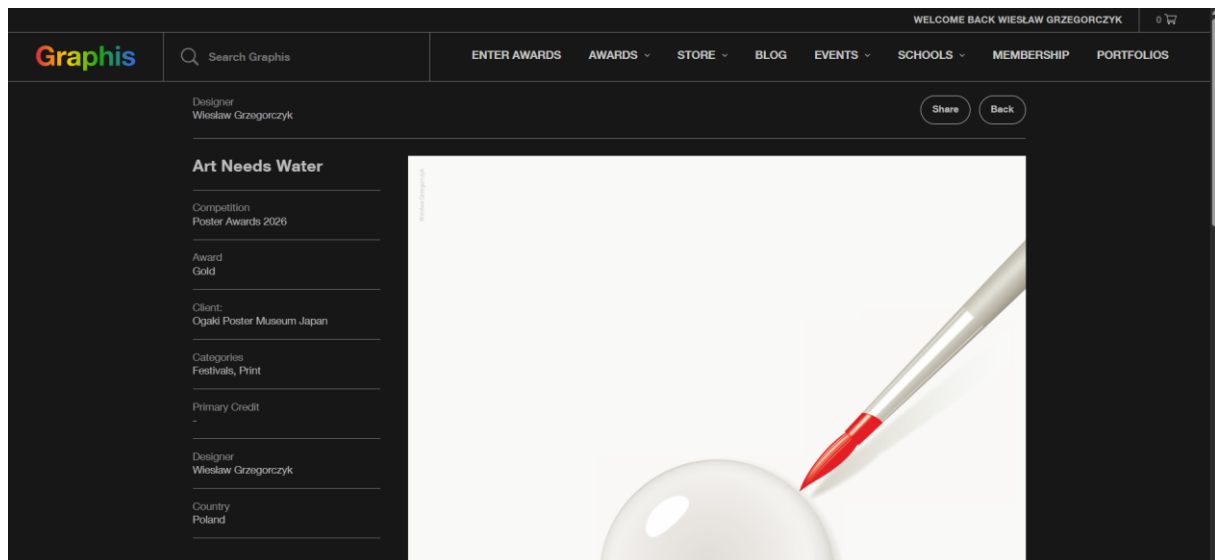 WELCOME BACK WIESŁAW GRZEGORCZYK
0
Graphis
Search Graphis
ENTER AWARDS AWARDS STORE BLOG EVENTS SCHOOLS MEMBERSHIP PORTFOLIOS
Designer
Wiesław Grzegorczyk
Share Back
Art Needs Water
Competition
Poster Awards 2026
Award
Gold
Client:
Ogaki Poster Museum Japan
Categories
Festivals, Print
Primary Credit
-
Designer
Wiesław Grzegorczyk
Country
Poland
Wiesław Grzegorczyk